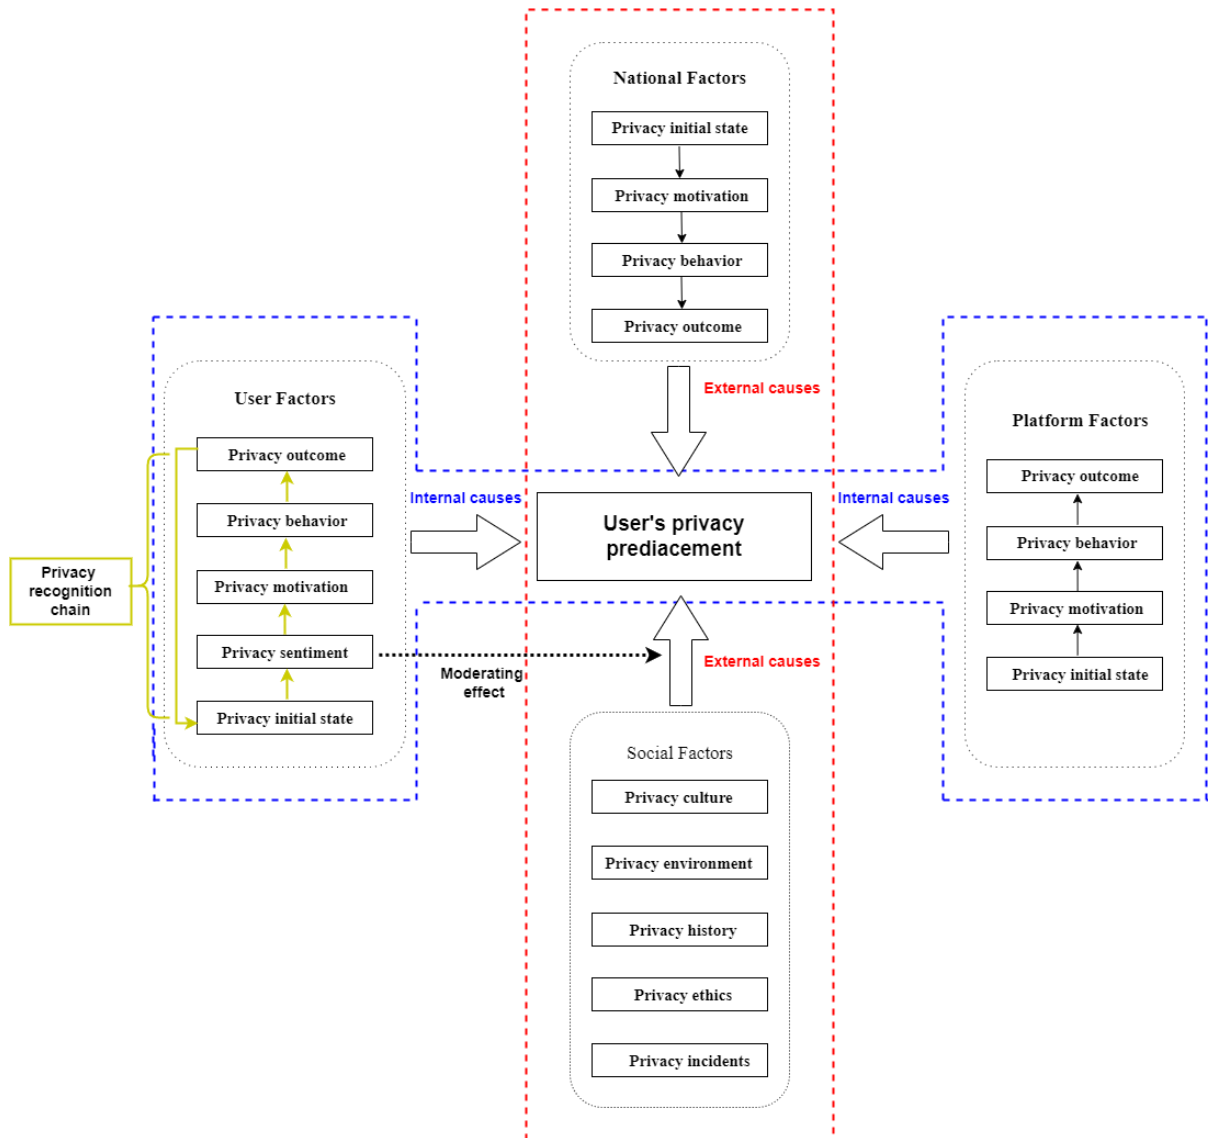 National Factors
Privacy initial state
Privacy motivation
Privacy behavior
Privacy outcome
External causes
User Factors
Privacy outcome
Privacy behavior
Privacy motivation
Privacy sentiment
Privacy initial state
Privacy
recognition
chain
Internal causes
User's privacy
prediacement
Internal causes
Platform Factors
Privacy outcome
Privacy behavior
Privacy motivation
Privacy initial state
Moderating
effect
External causes
Social Factors
Privacy culture
Privacy environment
Privacy history
Privacy ethics
Privacy incidents